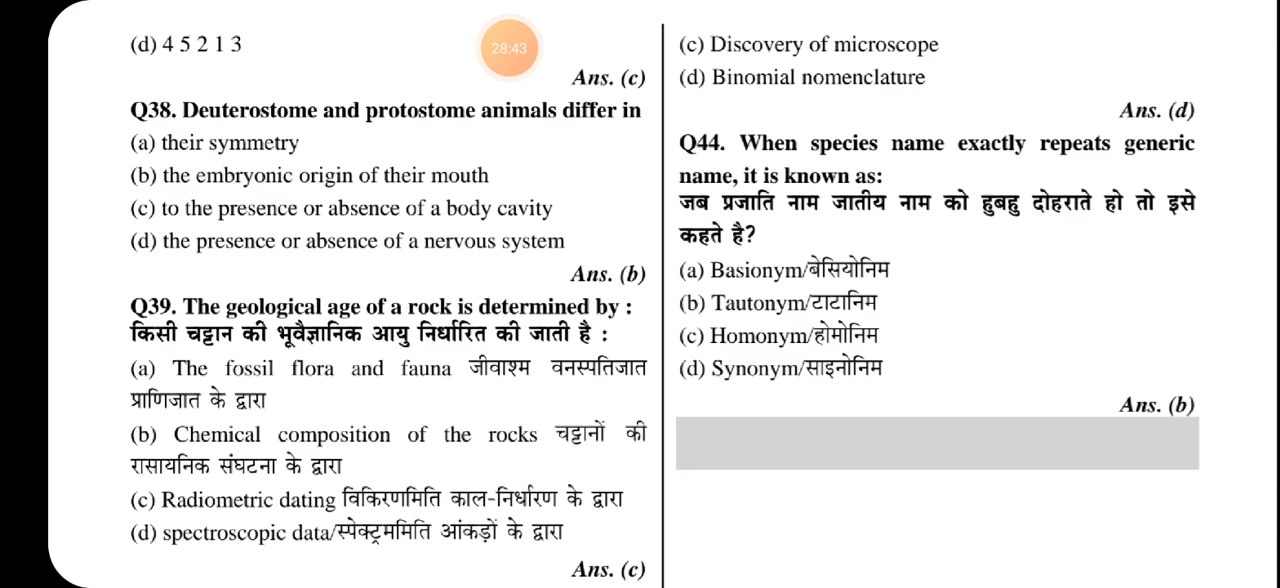 (d) 4 5 2 1 3
28:43
Ans. (c)
Q38. Deuterostome and protostome animals differ in
(a) their symmetry
(b) the embryonic origin of their mouth
(c) to the presence or absence of a body cavity
(d) the presence or absence of a nervous system
Ans. (b)
Q39. The geological age of a rock is determined by :
किसी चट्टान की भूवैज्ञानिक आयु निर्धारित की जाती है :
(a) The fossil flora and fauna जीवाश्म वनस्पतिजात
प्राणिजात के द्वारा
(b) Chemical composition of the rocks चट्टानों की
रासायनिक संघटना के द्वारा
(c) Radiometric dating विकिरणमिति काल-निर्धारण के द्वारा
(d) spectroscopic data/स्पेक्ट्रममिति आंकड़ों के द्वारा
Ans. (c)
(c) Discovery of microscope
(d) Binomial nomenclature
Ans. (d)
Q44. When species name exactly repeats generic
name, it is known as:
जब प्रजाति नाम जातीय नाम को हुबहु दोहराते हो तो इसे
कहते है?
(a) Basionym/बेसियोनिम
(b) Tautonym/टाटानिम
(c) Homonym/होमोनिम
(d) Synonym/साइनोनिम
Ans. (b)